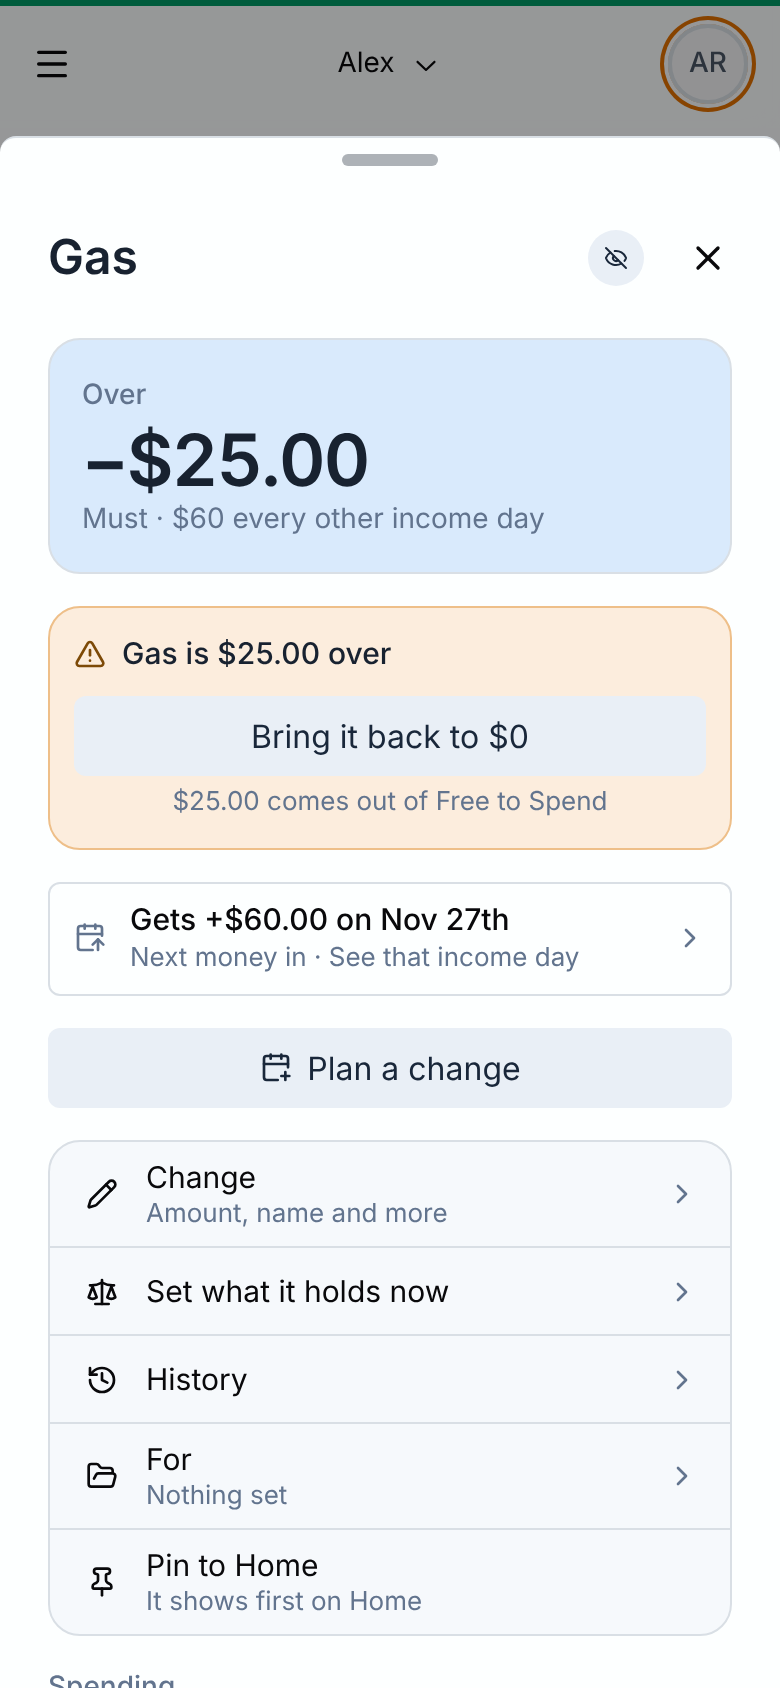 Alex
AR
Gas
Over
−$25.00
Must · $60 every other income day
Gas is $25.00 over
Bring it back to $0
$25.00 comes out of Free to Spend
Gets +$60.00 on Nov 27th
Next money in · See that income day
Plan a change
Change
Amount, name and more
Set what it holds now
History
For
Nothing set
Pin to Home
It shows first on Home
Spending